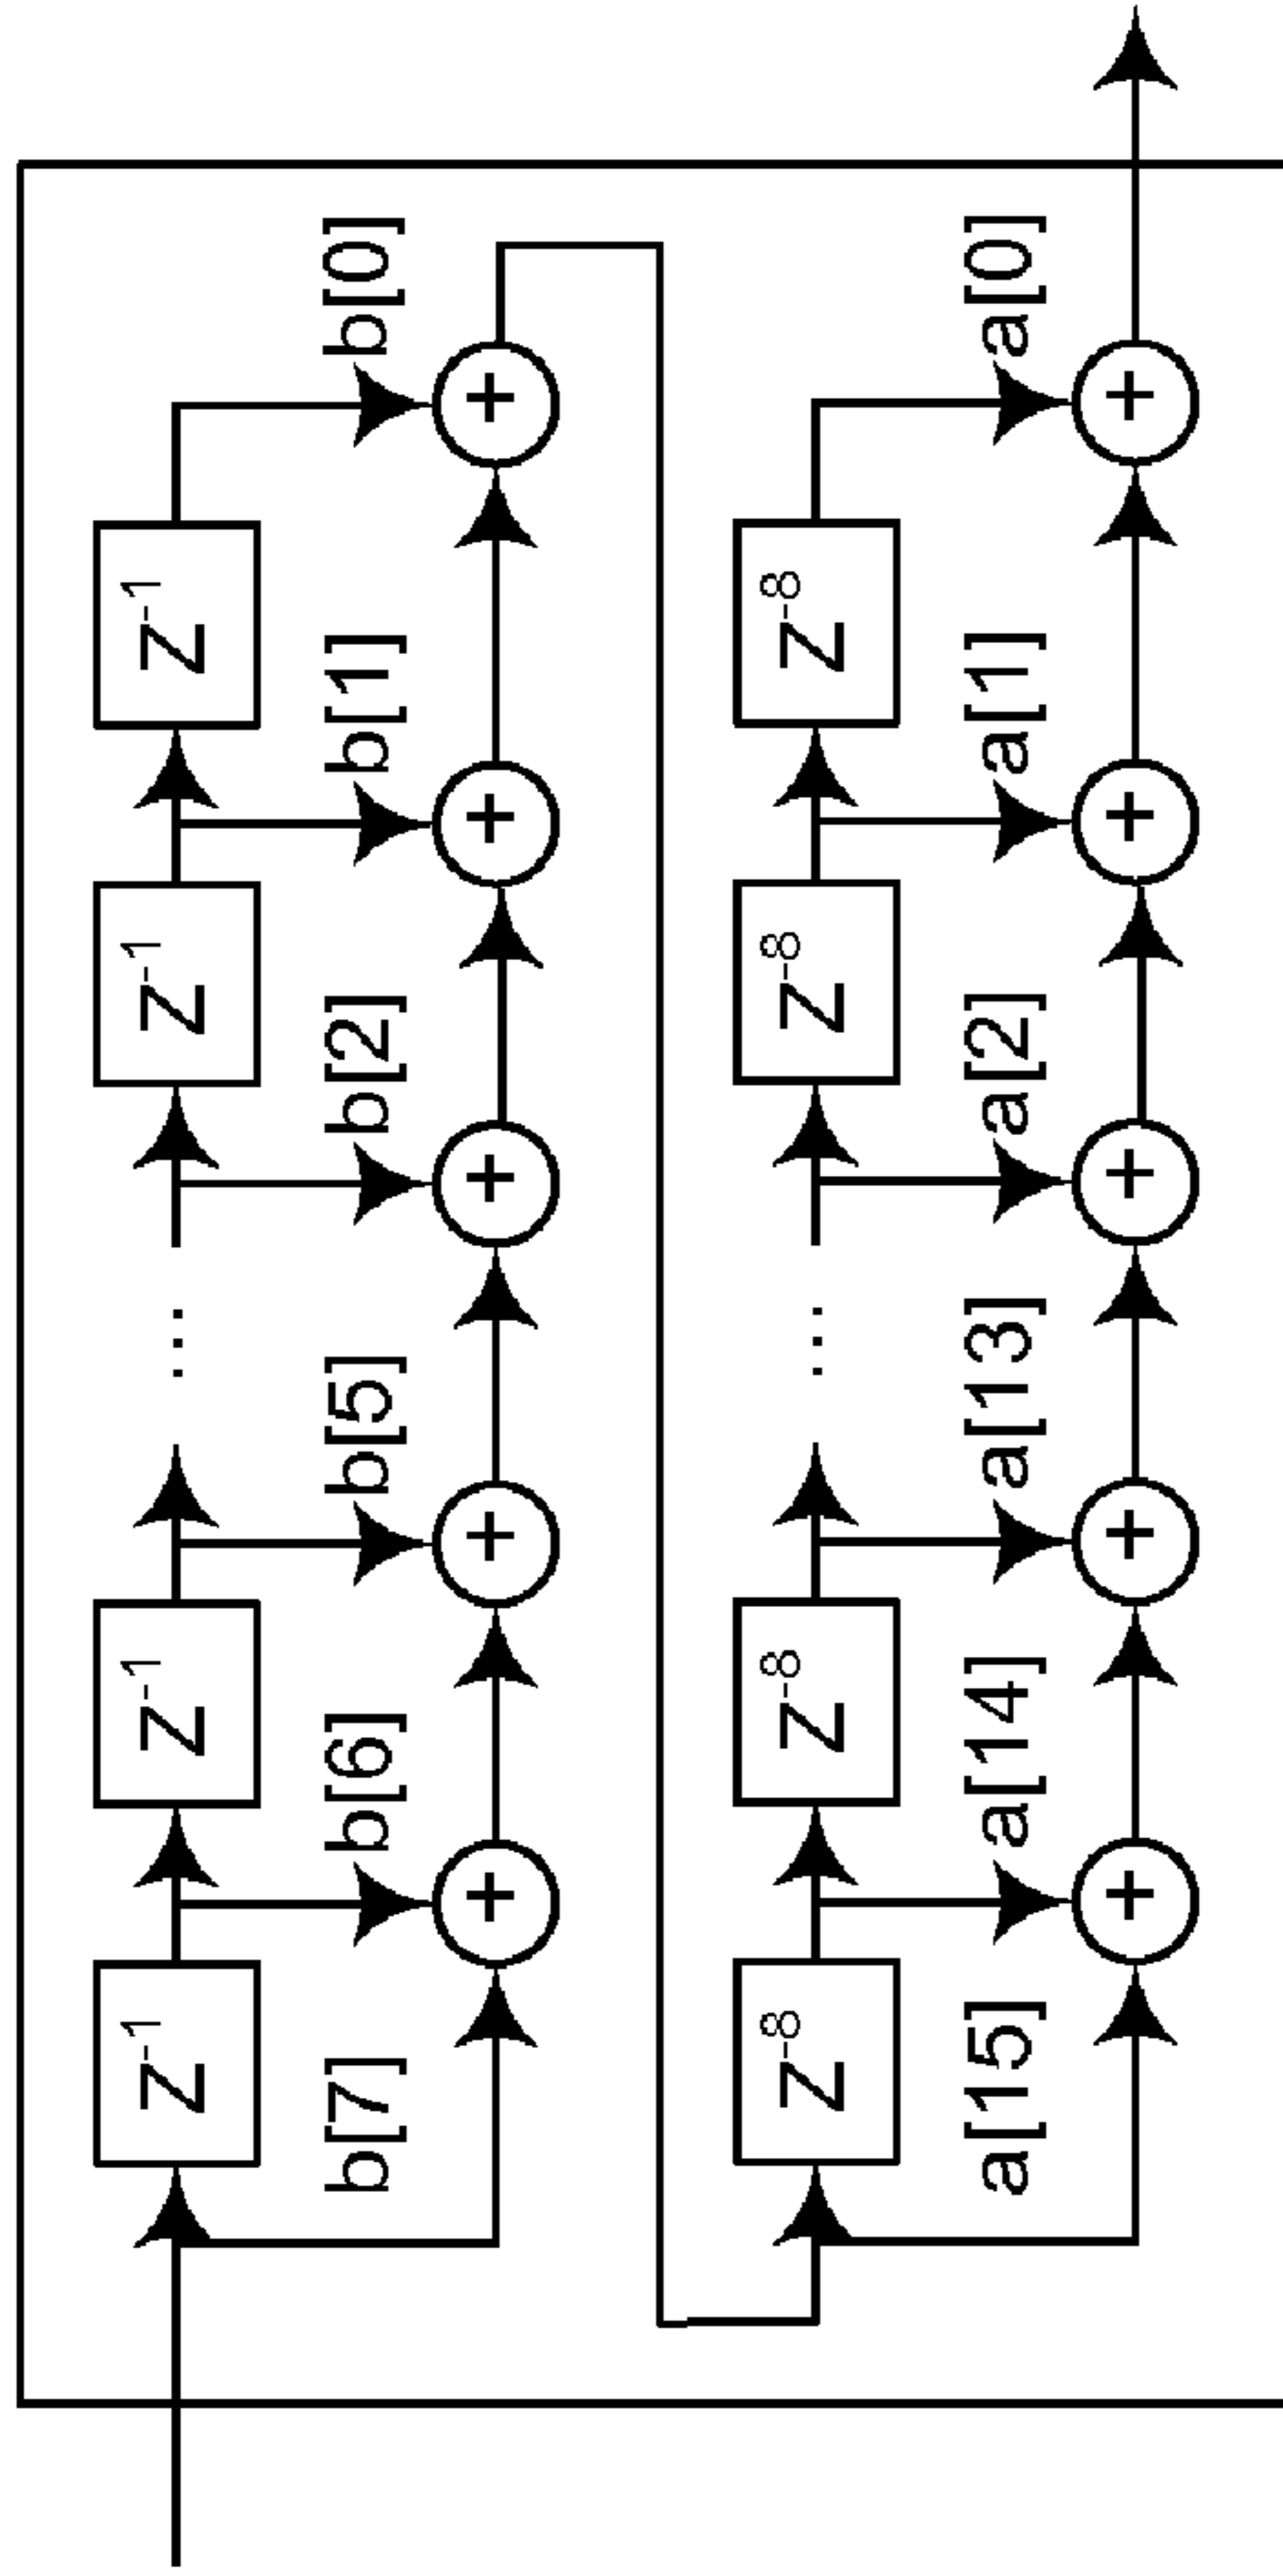 Z-1 Z-1 ... Z-1 Z-1
b[7] b[6] b[5] b[2] b[1] b[0]
+ + + + +
Z-8 Z-8 ... Z-8 Z-8
a[15] a[14] a[13] a[2] a[1] a[0]
+ + + + +